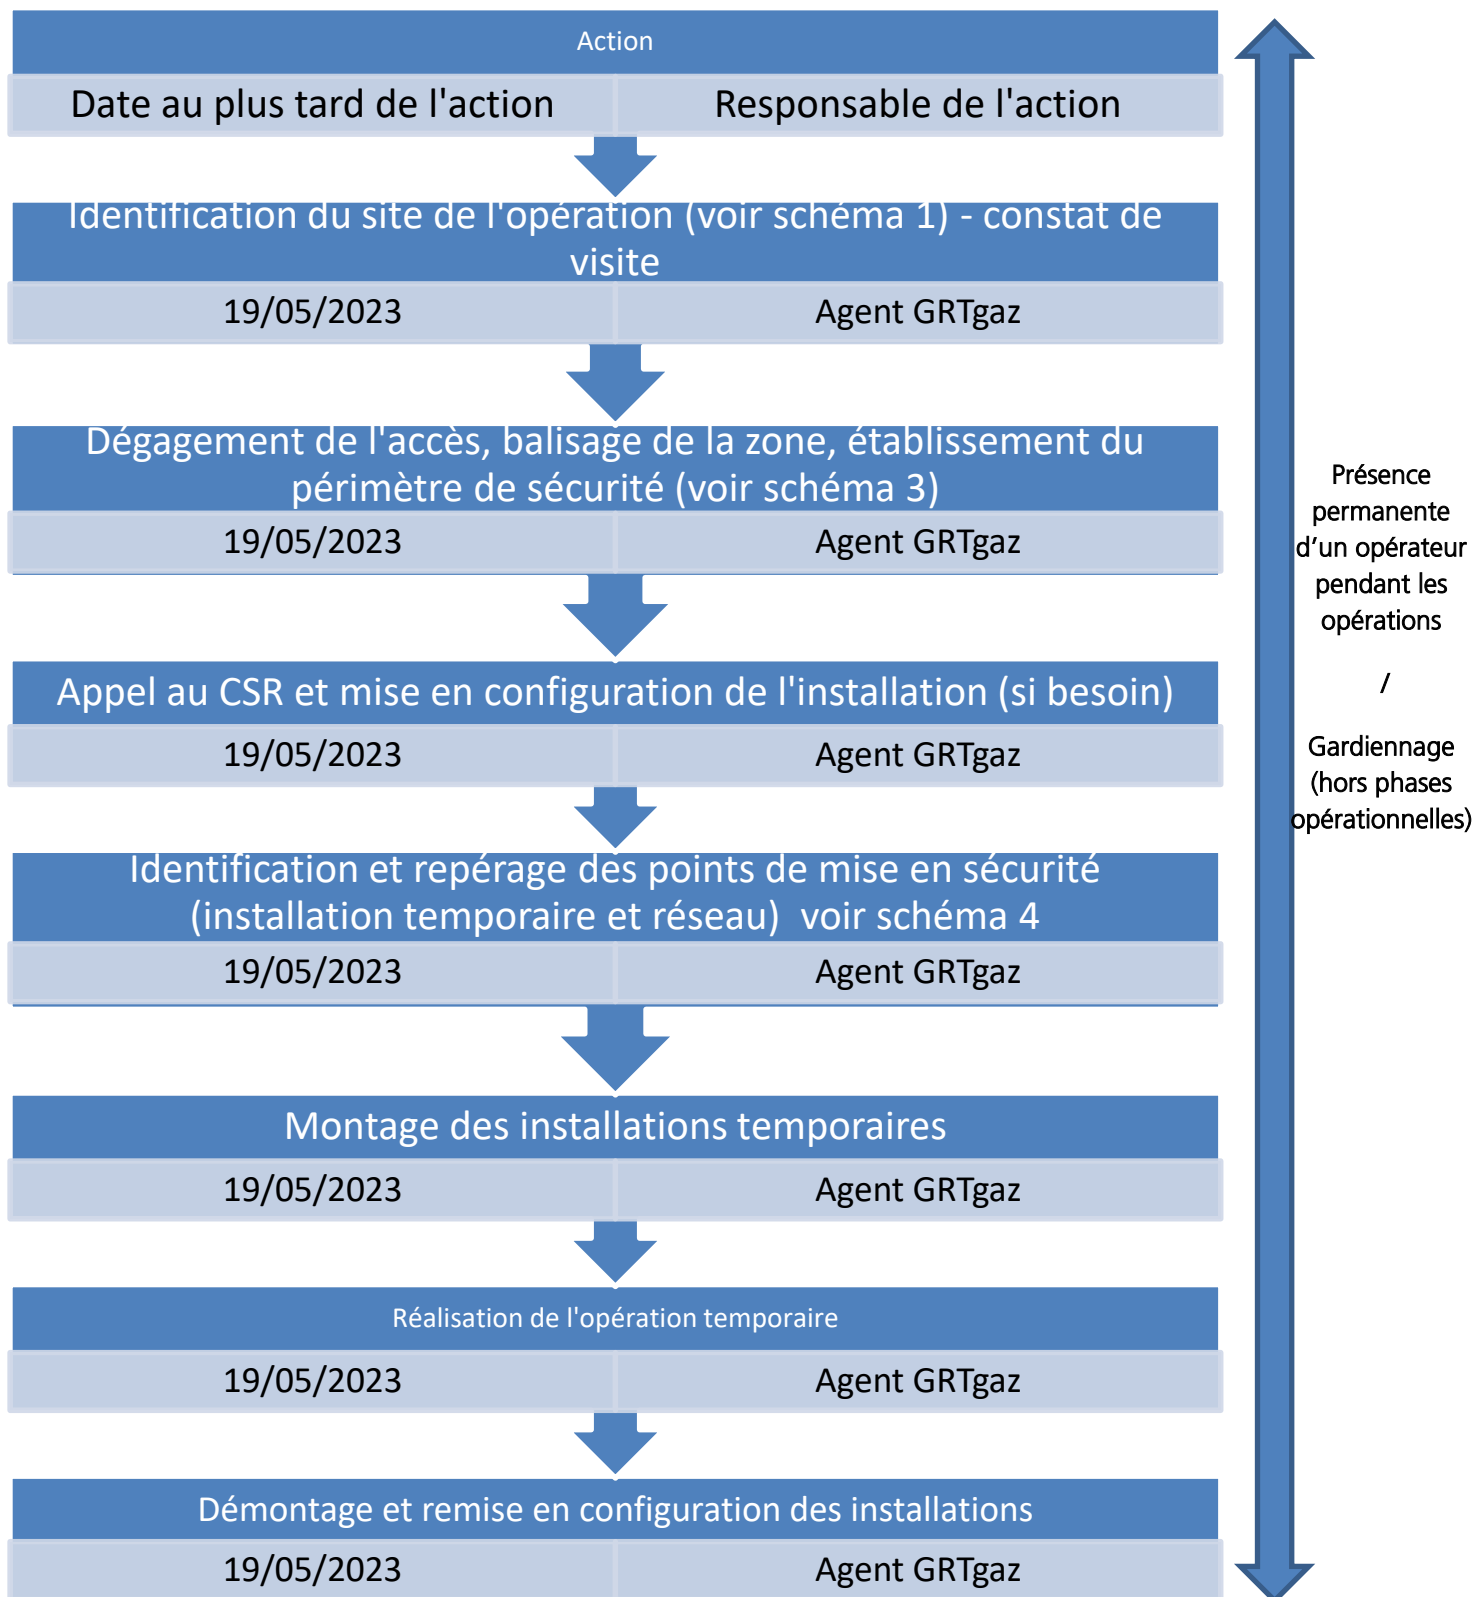 Action
Date au plus tard de l'action
Responsable de l'action
Identification du site de l'opération (voir schéma 1) - constat de
visite
19/05/2023
Agent GRTgaz
Dégagement de l'accès, balisage de la zone, établissement du
périmètre de sécurité (voir schéma 3)
19/05/2023
Agent GRTgaz
Appel au CSR et mise en configuration de l'installation (si besoin)
19/05/2023
Agent GRTgaz
Identification et repérage des points de mise en sécurité
(installation temporaire et réseau)  voir schéma 4
19/05/2023
Agent GRTgaz
Montage des installations temporaires
19/05/2023
Agent GRTgaz
Réalisation de l'opération temporaire
19/05/2023
Agent GRTgaz
Démontage et remise en configuration des installations
19/05/2023
Agent GRTgaz
Présence
permanente
d’un opérateur
pendant les
opérations
/
Gardiennage
(hors phases
opérationnelles)